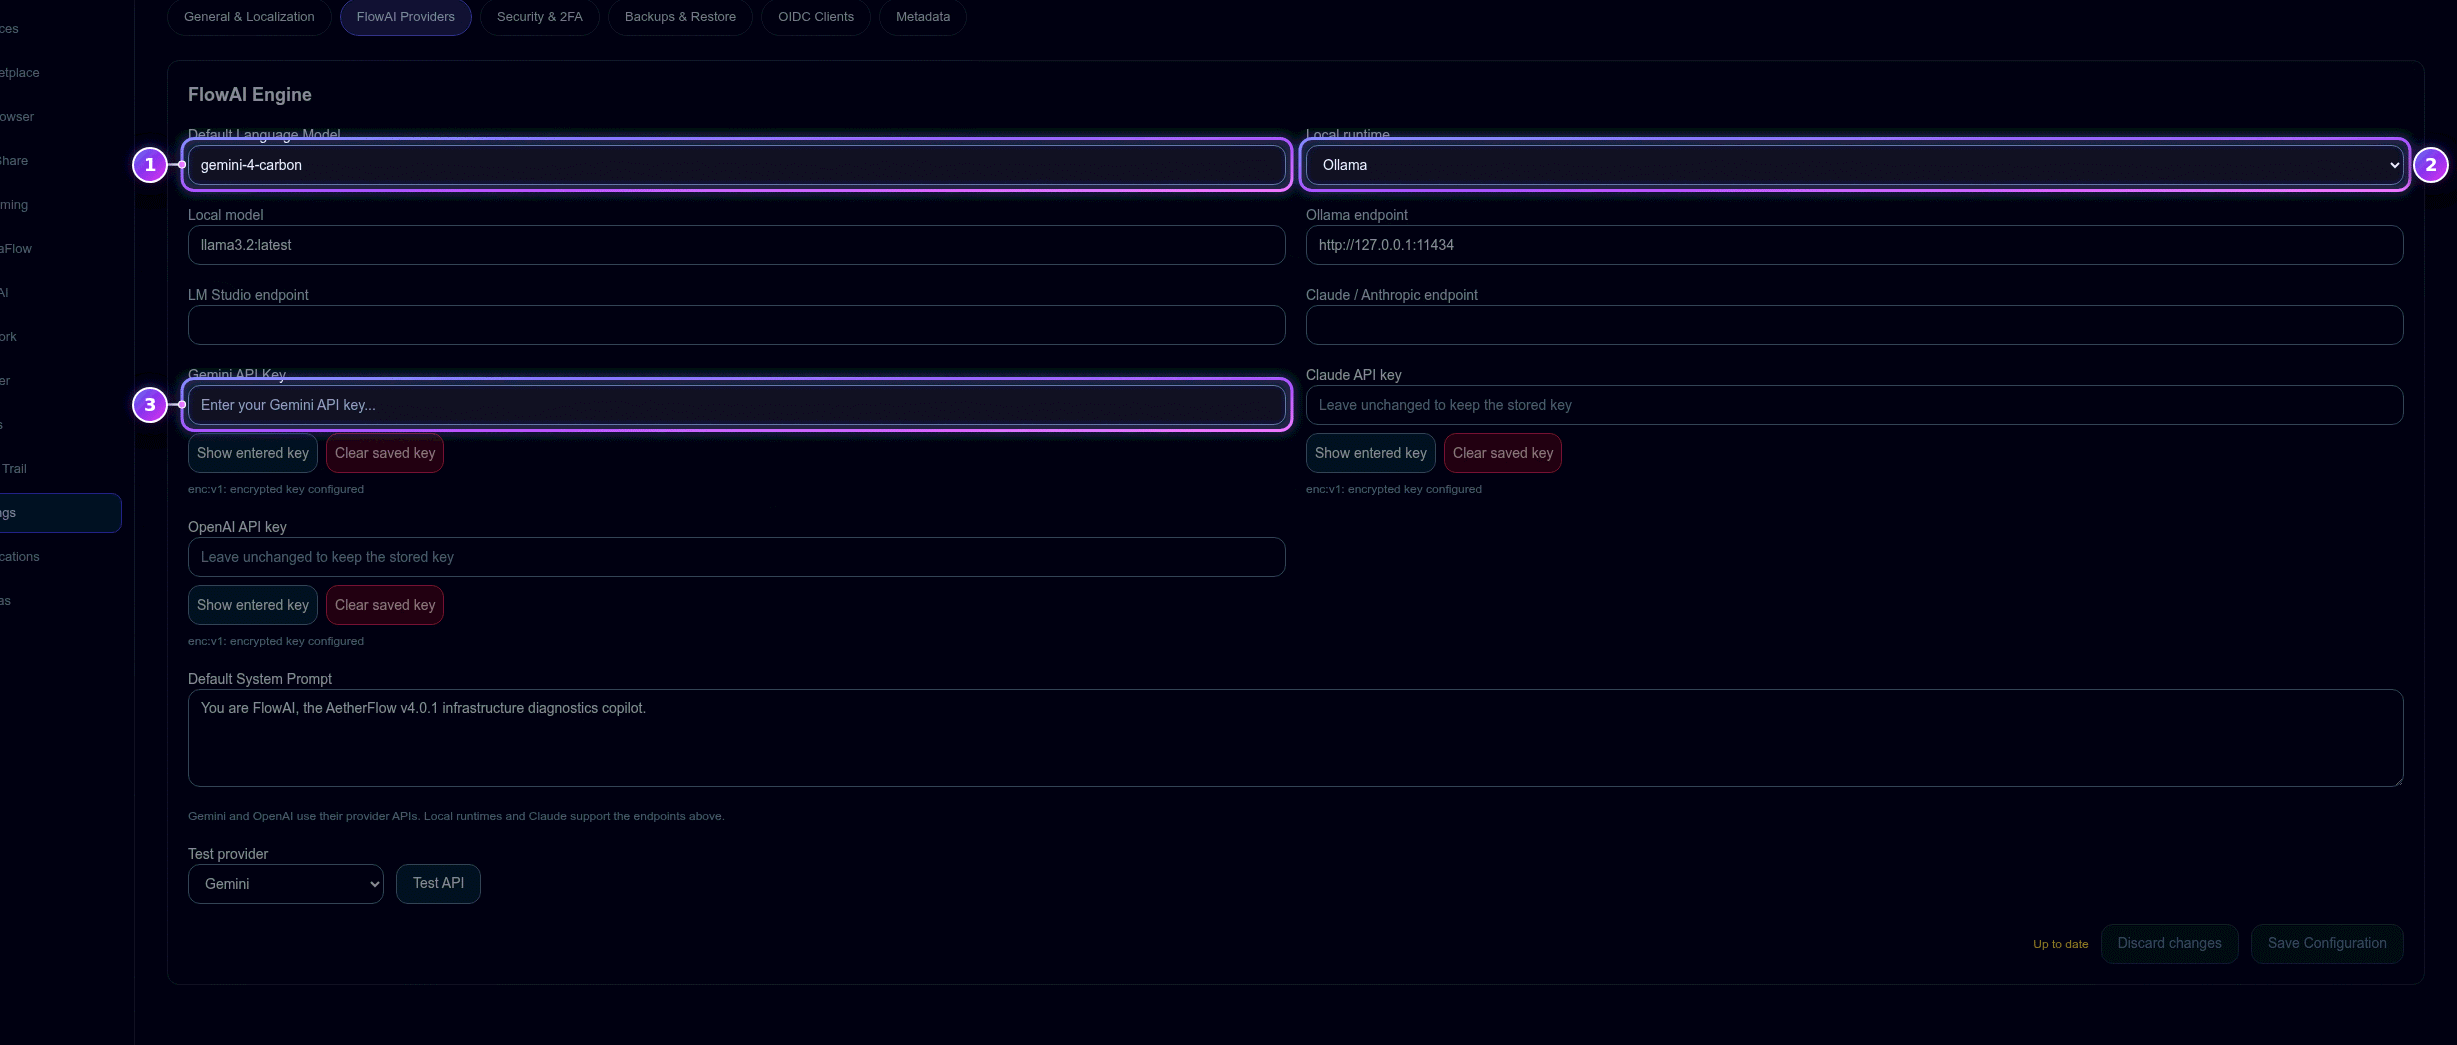 General & Localization
FlowAI Providers
Security & 2FA
Backups & Restore
OIDC Clients
Metadata
ces
etplace
owser
Share
ming
aFlow
AI
ork
er
s
Trail
ngs
cations
as
FlowAI Engine
Default Language Model
1
gemini-4-carbon
Local runtime
Ollama
2
Local model
llama3.2:latest
Ollama endpoint
http://127.0.0.1:11434
LM Studio endpoint
Claude / Anthropic endpoint
Gemini API Key
3
Enter your Gemini API key...
Show entered key
Clear saved key
enc:v1: encrypted key configured
Claude API key
Leave unchanged to keep the stored key
Show entered key
Clear saved key
enc:v1: encrypted key configured
OpenAI API key
Leave unchanged to keep the stored key
Show entered key
Clear saved key
enc:v1: encrypted key configured
Default System Prompt
You are FlowAI, the AetherFlow v4.0.1 infrastructure diagnostics copilot.
Gemini and OpenAI use their provider APIs. Local runtimes and Claude support the endpoints above.
Test provider
Gemini
Test API
Up to date
Discard changes
Save Configuration